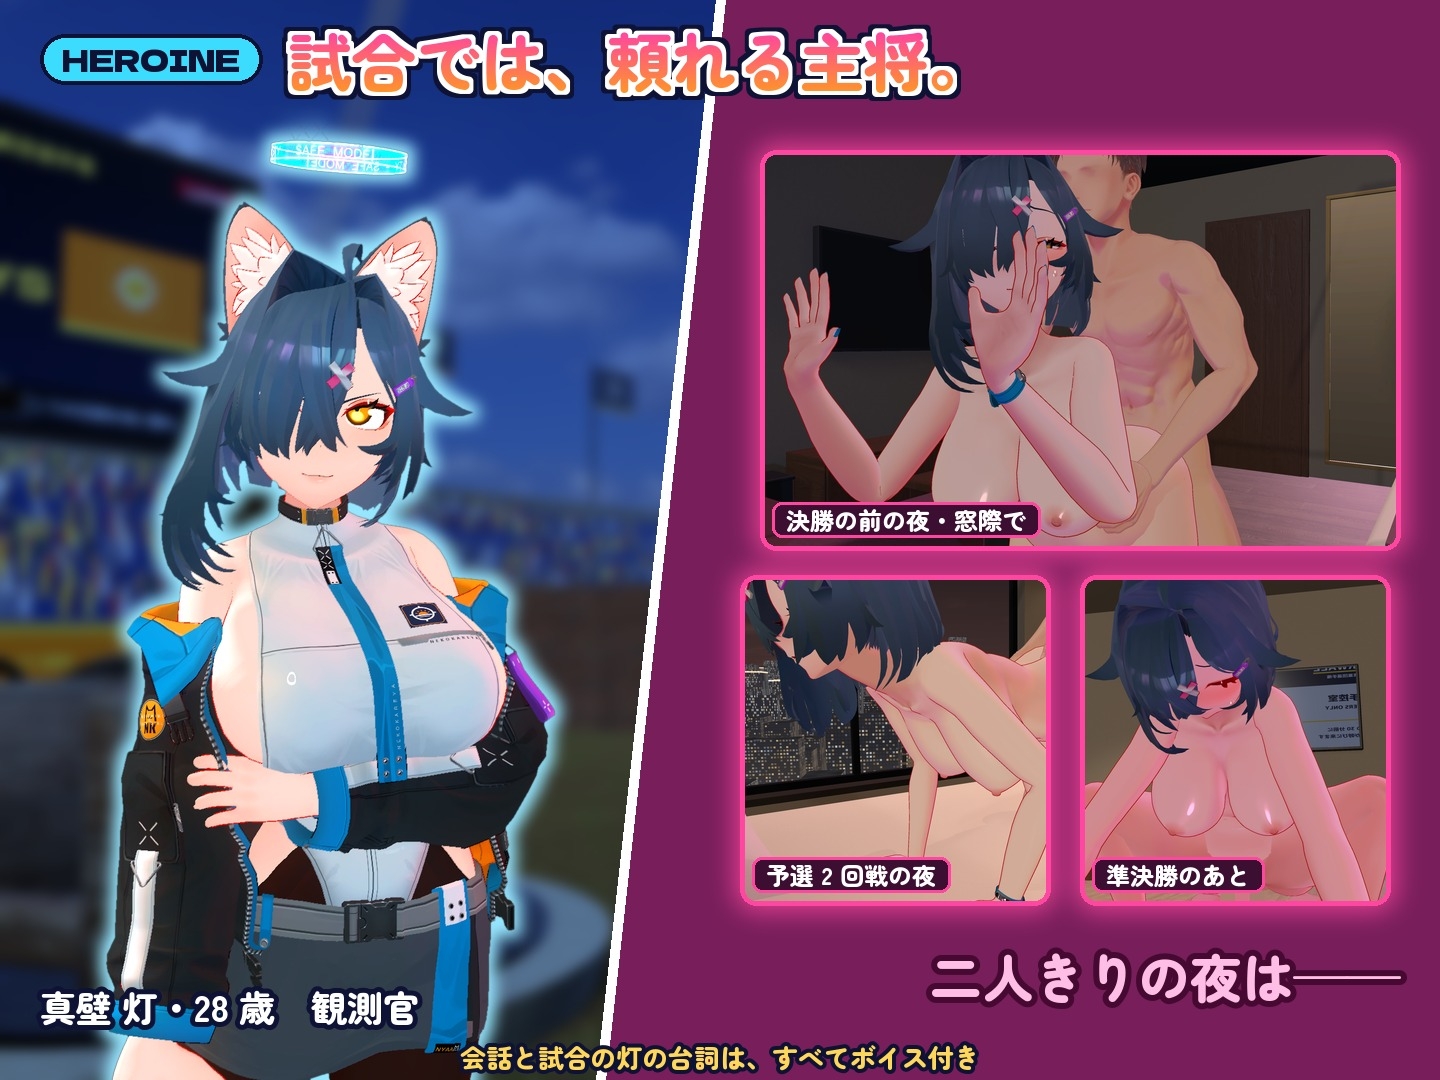 HEROINE
試合では、頼れる主将。
SAFE MODE
決勝の前の夜・窓際で
予選2回戦の夜
準決勝のあと
二人きりの夜は──
真壁 灯・28歳 観測官
会話と試合の灯の台詞は、すべてボイス付き